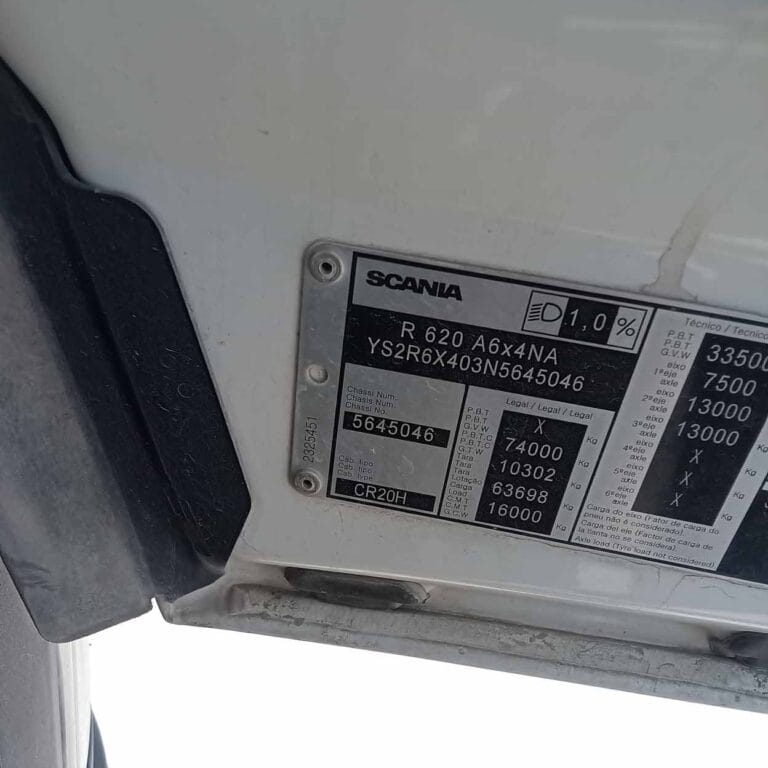 SCANIA
1,0 %
R 620 A6x4NA
YS2R6X403N5645046
Chassi Num.
Chasis Num.
Chassi No.
5645046
Cab. tipo
Cab. tipo
Cab. type
CR20H
2325451
Legal / Legal / Legal
P.B.T
P.B.T
G.V.W
X
P.B.T.C
P.B.T.C
G.T.W
74000
Kg
Tara
Tara
10302
Kg
Lotação
Carga
Load
63698
Kg
C.M.T
C.M.T
G.C.W
16000
Kg
Técnico / Tecnico
P.B.T
P.B.T
G.V.W
33500
eixo
1ºeje
axle
7500
eixo
2ºeje
axle
13000
eixo
3ºeje
axle
13000
Kg
eixo
4ºeje
axle
X
Kg
eixo
5ºeje
axle
X
Kg
eixo
6ºeje
axle
X
Kg
Carga do eixo (Fator de carga do
pneu não é considerado).
Carga del eje (Factor de carga de
la llanta no se considera).
Axle load (Tyre load not considered)